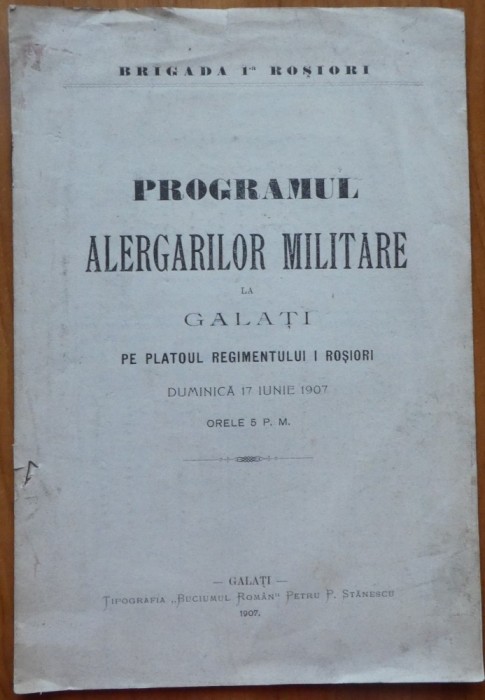 BRIGADA 1ª ROȘIORI
PROGRAMUL
ALERGARILOR MILITARE
LA
GALAȚI
PE PLATOUL REGIMENTULUI I ROȘIORI
DUMINICĂ 17 IUNIE 1907
ORELE 5 P. M.
— GALAȚI —
TIPOGRAFIA „BUCIUMUL ROMÂN” PETRU P. STĂNESCU
1907.